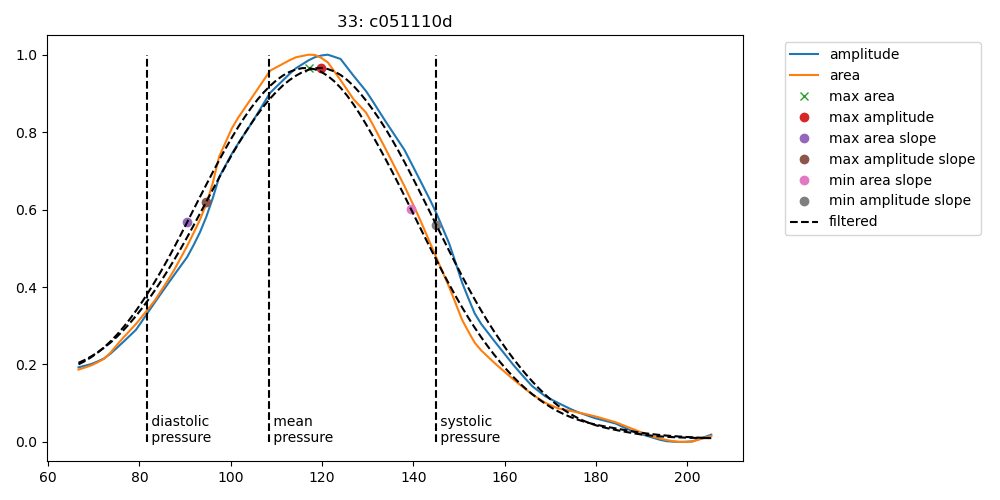 33: c051110d
1.0
0.8
0.6
0.4
0.2
0.0
diastolic
pressure
mean
pressure
systolic
pressure
60
80
100
120
140
160
180
200
amplitude
area
max area
max amplitude
max area slope
max amplitude slope
min area slope
min amplitude slope
filtered